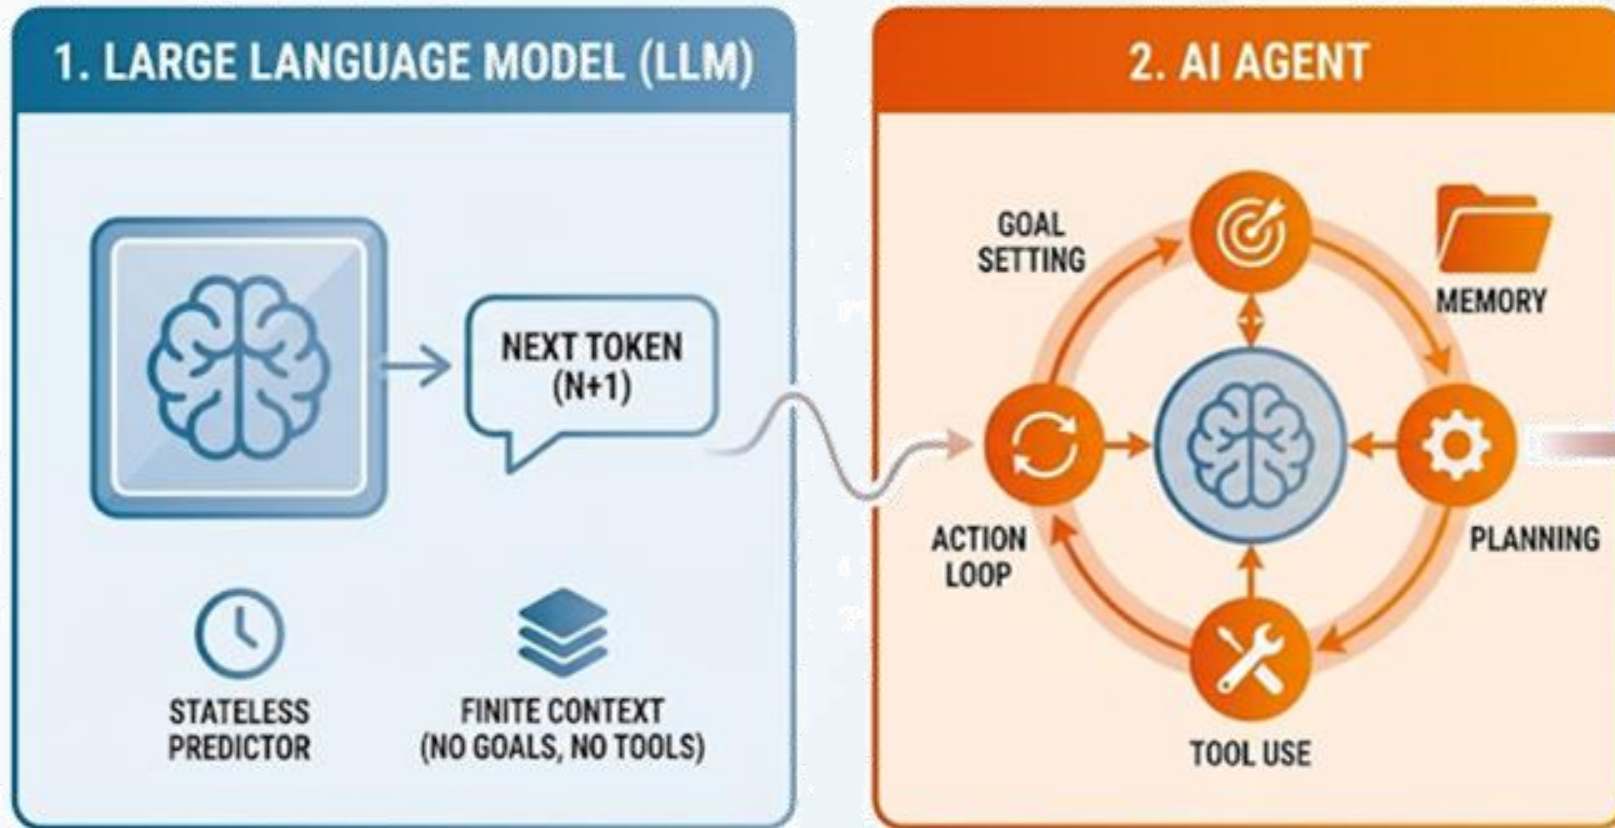 1. LARGE LANGUAGE MODEL (LLM)
NEXT TOKEN
(N+1)
STATELESS
PREDICTOR
FINITE CONTEXT
(NO GOALS, NO TOOLS)
2. AI AGENT
GOAL
SETTING
MEMORY
ACTION
LOOP
PLANNING
TOOL USE